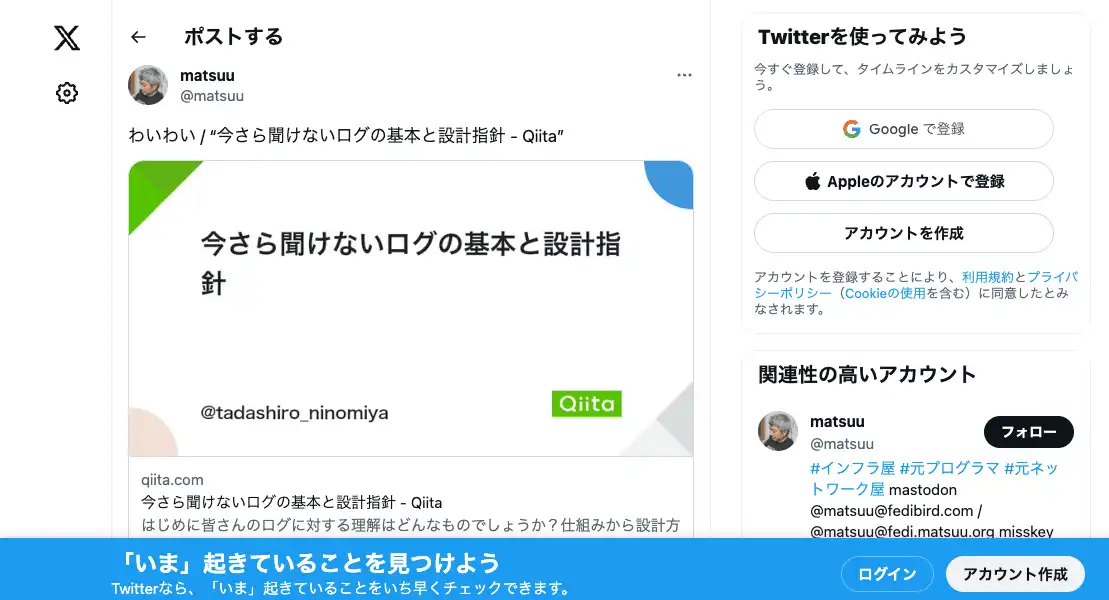 ポストする
matsuu
@matsuu
わいわい / “今さら聞けないログの基本と設計指針 - Qiita”
今さら聞けないログの基本と設計指
針
@tadashiro_ninomiya
Qiita
qiita.com
今さら聞けないログの基本と設計指針 - Qiita
はじめに皆さんのログに対する理解はどんなものでしょうか？仕組みから設計方
Twitterを使ってみよう
今すぐ登録して、タイムラインをカスタマイズしましょ
う。
Google で登録
Appleのアカウントで登録
アカウントを作成
アカウントを登録することにより、利用規約とプライバ
シーポリシー（Cookieの使用を含む）に同意したとみ
なされます。
関連性の高いアカウント
matsuu
@matsuu
フォロー
#インフラ屋 #元プログラマ #元ネッ
トワーク屋 mastodon
@matsuu@fedibird.com /
@matsuu@fedi.matsuu.org misskey
「いま」起きていることを見つけよう
Twitterなら、「いま」起きていることをいち早くチェックできます。
ログイン
アカウント作成